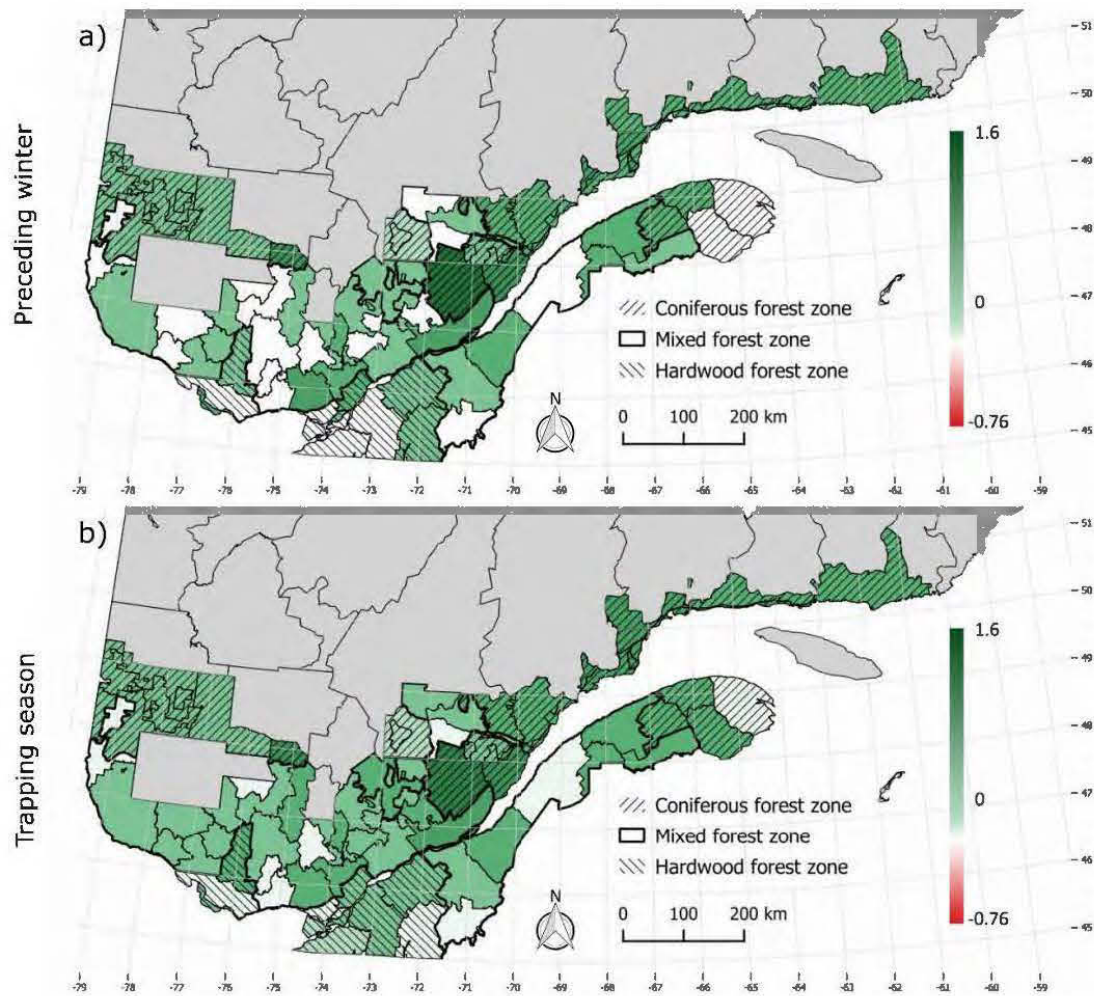 a)
Preceding winter
1.6
0
-0.76
Coniferous forest zone
Mixed forest zone
Hardwood forest zone
N
0 100 200 km
51
50
49
48
47
46
45
-79 -78 -77 -76 -75 -74 -73 -72 -71 -70 -69 -68 -67 -66 -65 -64 -63 -62 -61 -60 -59
b)
Trapping season
1.6
0
-0.76
Coniferous forest zone
Mixed forest zone
Hardwood forest zone
N
0 100 200 km
51
50
49
48
47
46
45
-79 -78 -77 -76 -75 -74 -73 -72 -71 -70 -69 -68 -67 -66 -65 -64 -63 -62 -61 -60 -59